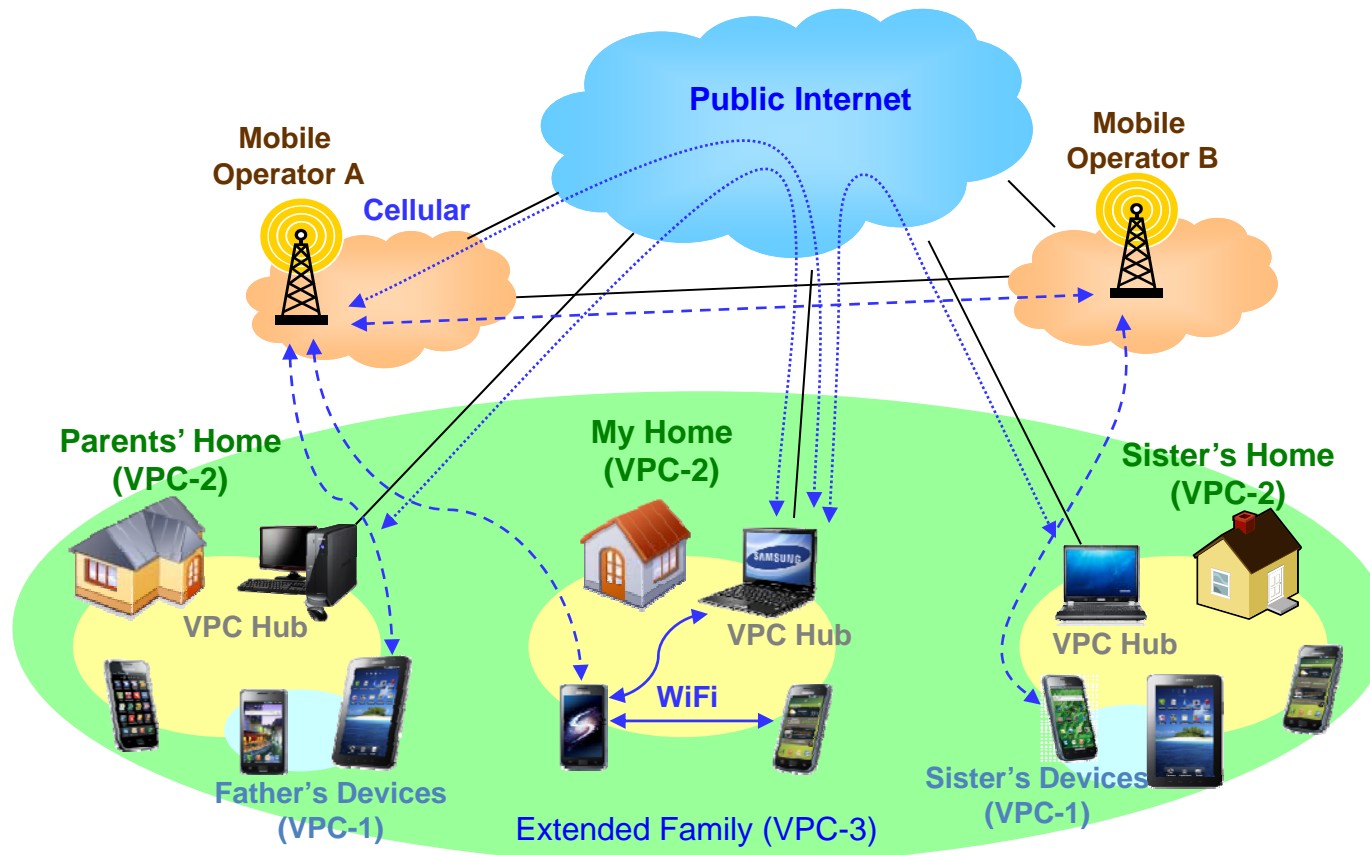 Public Internet
Mobile
Operator A
Mobile
Operator B
Cellular
Parents' Home
(VPC-2)
My Home
(VPC-2)
Sister's Home
(VPC-2)
SAMSUNG
VPC Hub
VPC Hub
VPC Hub
WiFi
Father's Devices
(VPC-1)
Sister's Devices
(VPC-1)
Extended Family (VPC-3)